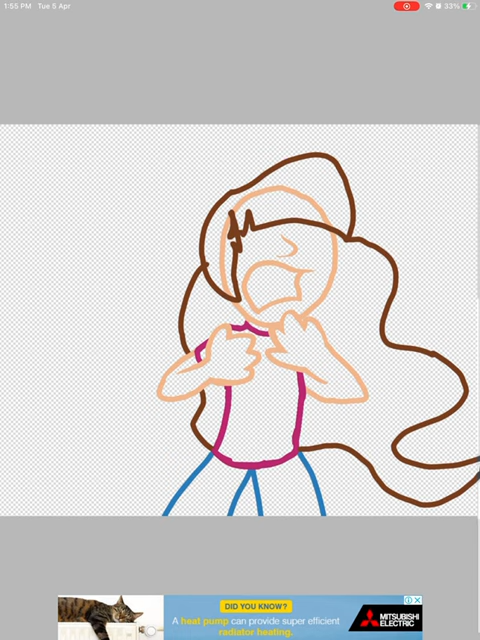 1:55 PM Tue 5 Apr
33%
DID YOU KNOW?
A heat pump can provide super efficient
radiator heating.
MITSUBISHI
ELECTRIC